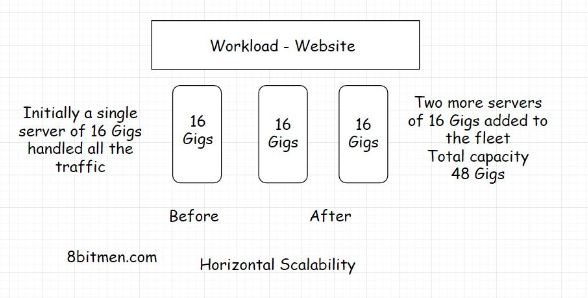 Workload - Website
Initially a single
server of 16 Gigs
handled all the
traffic
16
Gigs
16
Gigs
16
Gigs
Two more servers
of 16 Gigs added to
the fleet
Total capacity
48 Gigs
Before
After
8bitmen.com
Horizontal Scalability